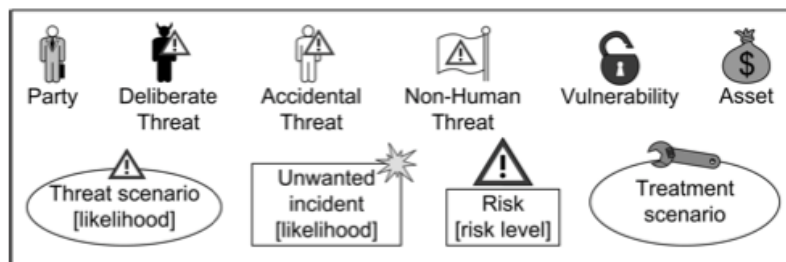 Party
Deliberate
Threat
Accidental
Threat
Non-Human
Threat
Vulnerability
$
Asset
Threat scenario
[likelihood]
Unwanted
incident
[likelihood]
Risk
[risk level]
Treatment
scenario